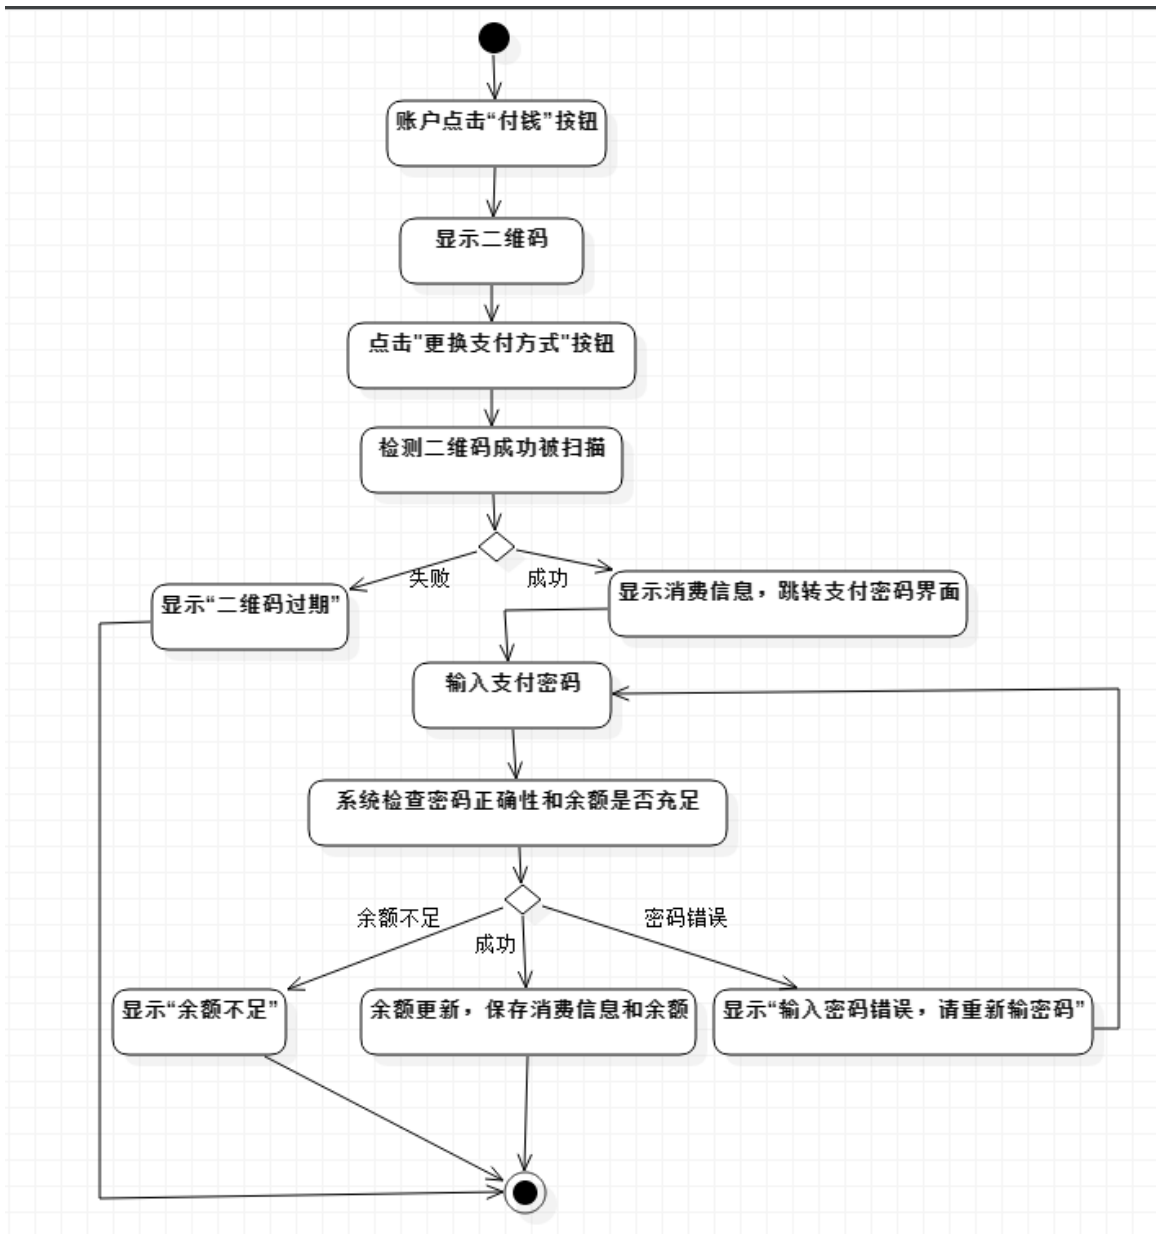 账户点击“付钱”按钮
显示二维码
点击"更换支付方式"按钮
检测二维码成功被扫描
失败
成功
显示“二维码过期”
显示消费信息，跳转支付密码界面
输入支付密码
系统检查密码正确性和余额是否充足
余额不足
成功
密码错误
显示“余额不足”
余额更新，保存消费信息和余额
显示“输入密码错误，请重新输密码”